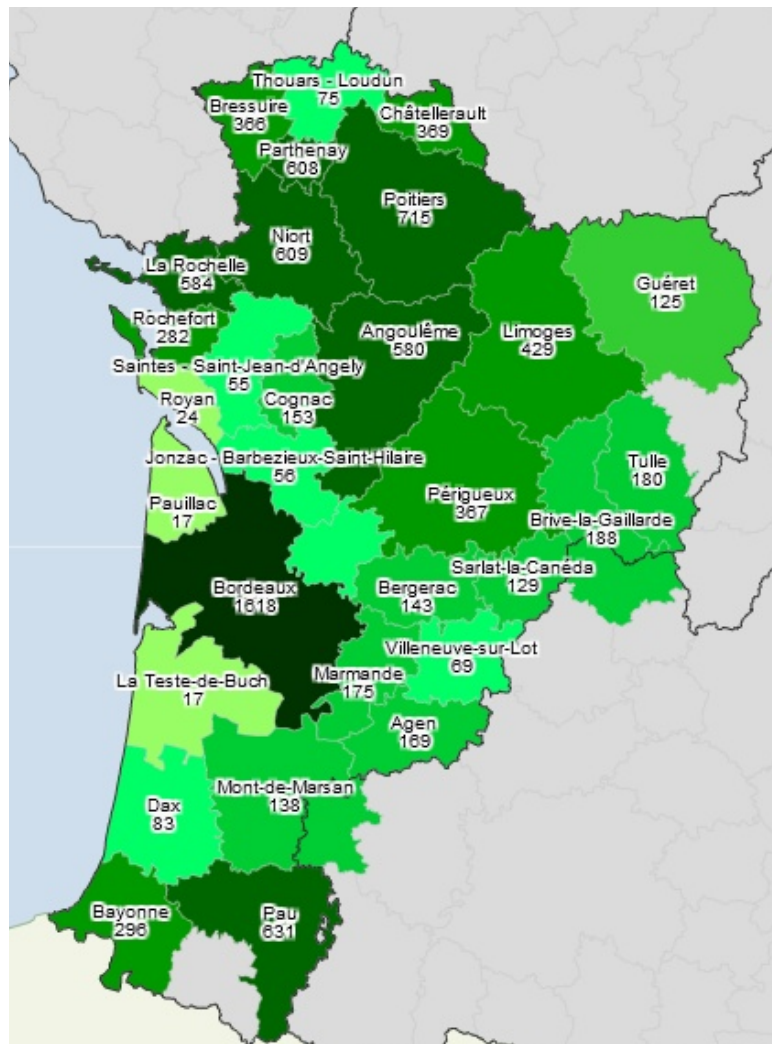 Thouars - Loudun
75
Bressuire
366
Châtellerault
369
Parthenay
608
Poitiers
715
Niort
609
La Rochelle
584
Guéret
125
Rochefort
282
Angoulême
580
Limoges
429
Saintes - Saint-Jean-d'Angely
55
Cognac
153
Royan
24
Jonzac - Barbezieux-Saint-Hilaire
56
Tulle
180
Pauillac
17
Périgueux
367
Brive-la-Gaillarde
188
Sarlat-la-Canéda
129
Bergerac
143
Bordeaux
1618
Villeneuve-sur-Lot
69
La Teste-de-Buch
17
Marmande
175
Agen
169
Mont-de-Marsan
138
Dax
83
Bayonne
296
Pau
631